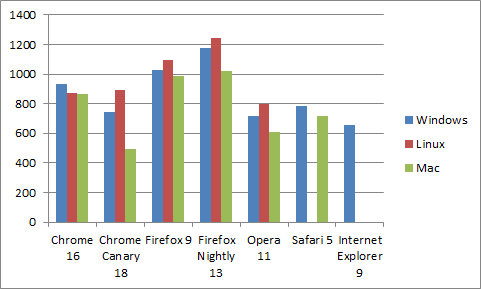 1400
1200
1000
800
600
400
200
0
Chrome 16
Chrome Canary 18
Firefox 9
Firefox Nightly 13
Opera 11
Safari 5
Internet Explorer 9
Windows
Linux
Mac